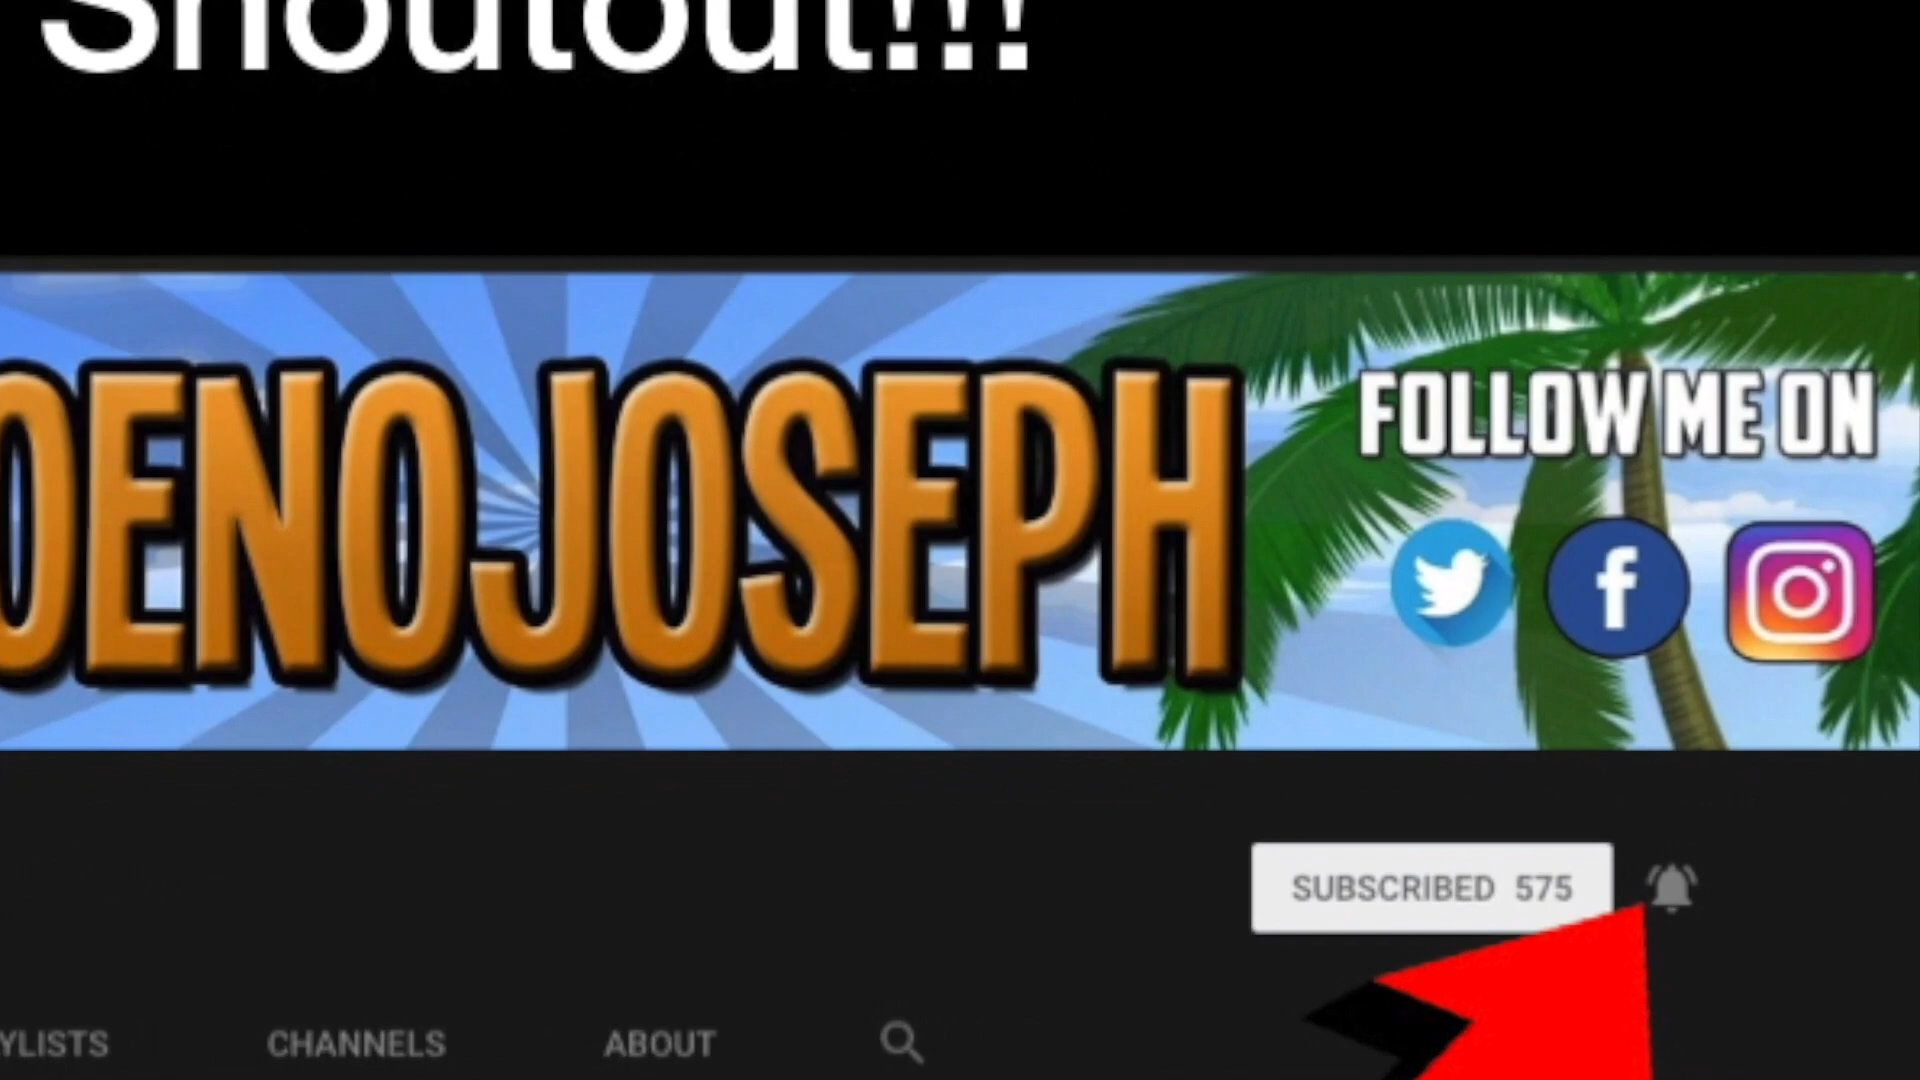 Shoutout!!!
OENOJOSEPH
FOLLOW ME ON
SUBSCRIBED 575
YLISTS CHANNELS ABOUT